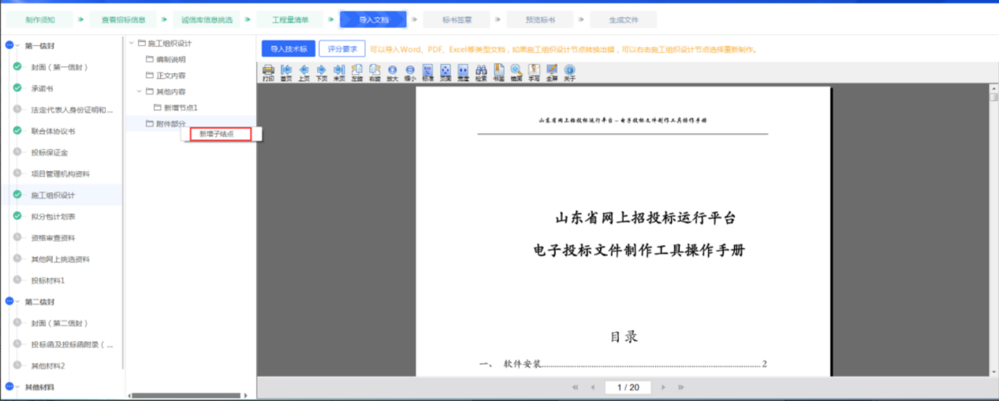 制作须知
查看招标信息
诚信库信息挑选
工程量清单
导入文档
标书签章
预览标书
生成文件
第一信封
封面（第一信封）
承诺书
法定代表人身份证明和...
联合体协议书
投标保证金
项目管理机构资料
施工组织设计
拟分包计划表
资格审查资料
其他网上挑选资料
投标材料1
第二信封
封面（第二信封）
投标函及投标函附录（...
其他材料2
其他材料
施工组织设计
编制说明
正文内容
其他内容
新增节点1
附件部分
新增子结点
导入技术标
评分要求
可以导入Word、PDF、Excel等类型文档，如果施工组织设计节点转换出错，可以右击施工组织设计节点选择重新制作。
打印 首页 上页 下页 末页 左旋 右旋 放大 缩小 标准 页面 宽度 检索 书签 手写 全屏 关于
山东省网上招投标运行平台－电子投标文件制作工具操作手册
山东省网上招投标运行平台
电子投标文件制作工具操作手册
目录
一、 软件安装........................................2
1 / 20